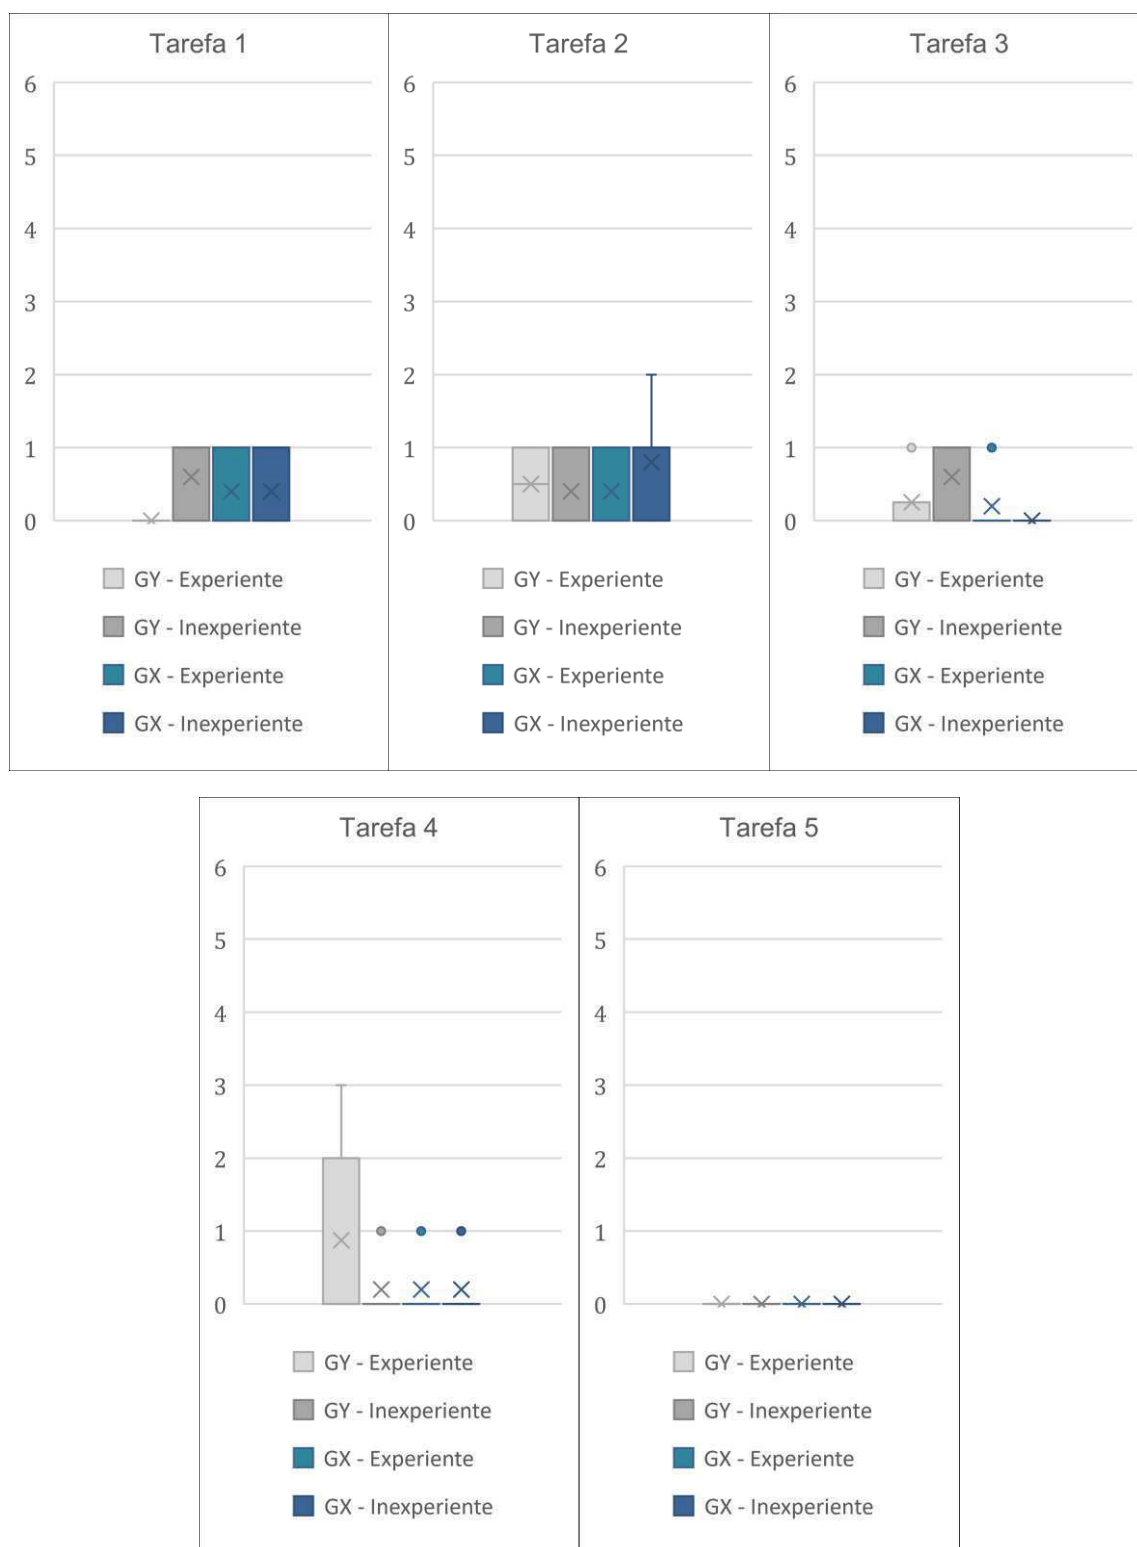 Tarefa 1
6
5
4
3
2
1
0
GY - Experiente
GY - Inexperiente
GX - Experiente
GX - Inexperiente
Tarefa 2
6
5
4
3
2
1
0
GY - Experiente
GY - Inexperiente
GX - Experiente
GX - Inexperiente
Tarefa 3
6
5
4
3
2
1
0
GY - Experiente
GY - Inexperiente
GX - Experiente
GX - Inexperiente
Tarefa 4
6
5
4
3
2
1
0
GY - Experiente
GY - Inexperiente
GX - Experiente
GX - Inexperiente
Tarefa 5
6
5
4
3
2
1
0
GY - Experiente
GY - Inexperiente
GX - Experiente
GX - Inexperiente